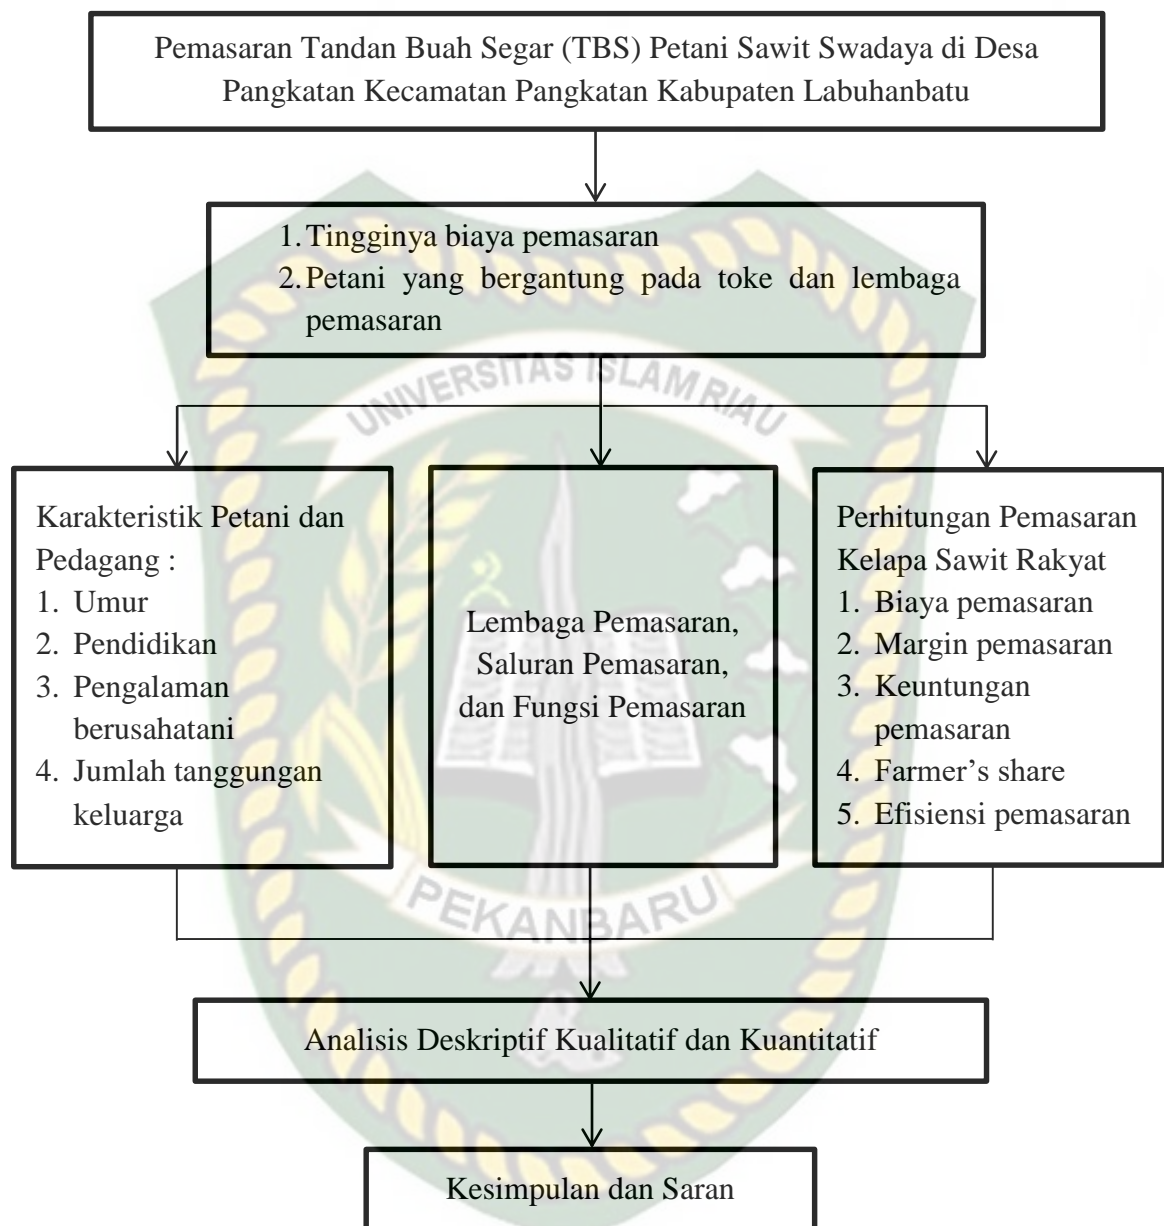 Pemasaran Tandan Buah Segar (TBS) Petani Sawit Swadaya di Desa
Pangkatan Kecamatan Pangkatan Kabupaten Labuhanbatu
1. Tingginya biaya pemasaran
2. Petani yang bergantung pada toke dan lembaga
pemasaran
UNIVERSITAS ISLAM RIAU
Karakteristik Petani dan
Pedagang :
1. Umur
2. Pendidikan
3. Pengalaman
berusahatani
4. Jumlah tanggungan
keluarga
Lembaga Pemasaran,
Saluran Pemasaran,
dan Fungsi Pemasaran
Perhitungan Pemasaran
Kelapa Sawit Rakyat
1. Biaya pemasaran
2. Margin pemasaran
3. Keuntungan
pemasaran
4. Farmer’s share
5. Efisiensi pemasaran
PEKANBARU
Analisis Deskriptif Kualitatif dan Kuantitatif
Kesimpulan dan Saran